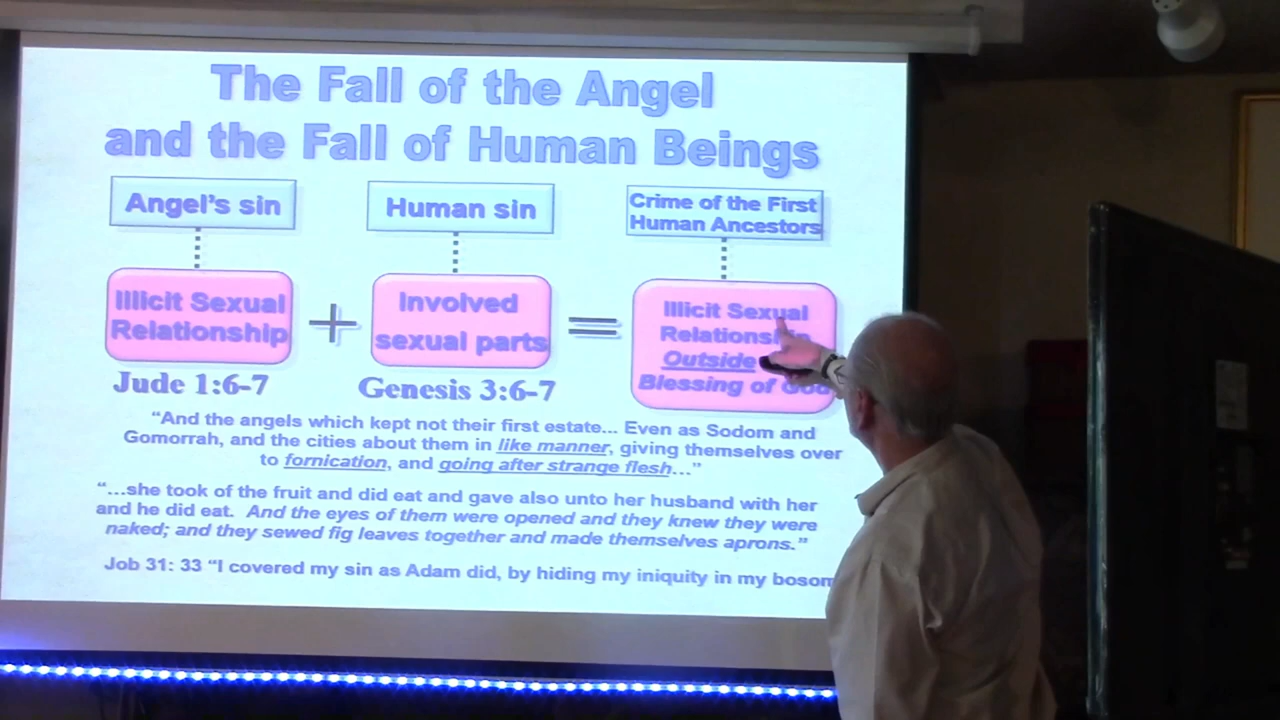 The Fall of the Angel
and the Fall of Human Beings
Angel's sin
Human sin
Crime of the First
Human Ancestors
Illicit Sexual
Relationship
+
Involved
sexual parts
=
Illicit Sexual
Outside
Blessing of God
Jude 1:6-7
Genesis 3:6-7
"And the angels which kept not their first estate... Even as Sodom and
Gomorrah, and the cities about them in like manner, giving themselves over
to fornication, and going after strange flesh..."
"...she took of the fruit and did eat and gave also unto her husband with her
and he did eat. And the eyes of them were opened and they knew they were
naked; and they sewed fig leaves together and made themselves aprons."
Job 31: 33 "I covered my sin as Adam did, by hiding my iniquity in my bosom